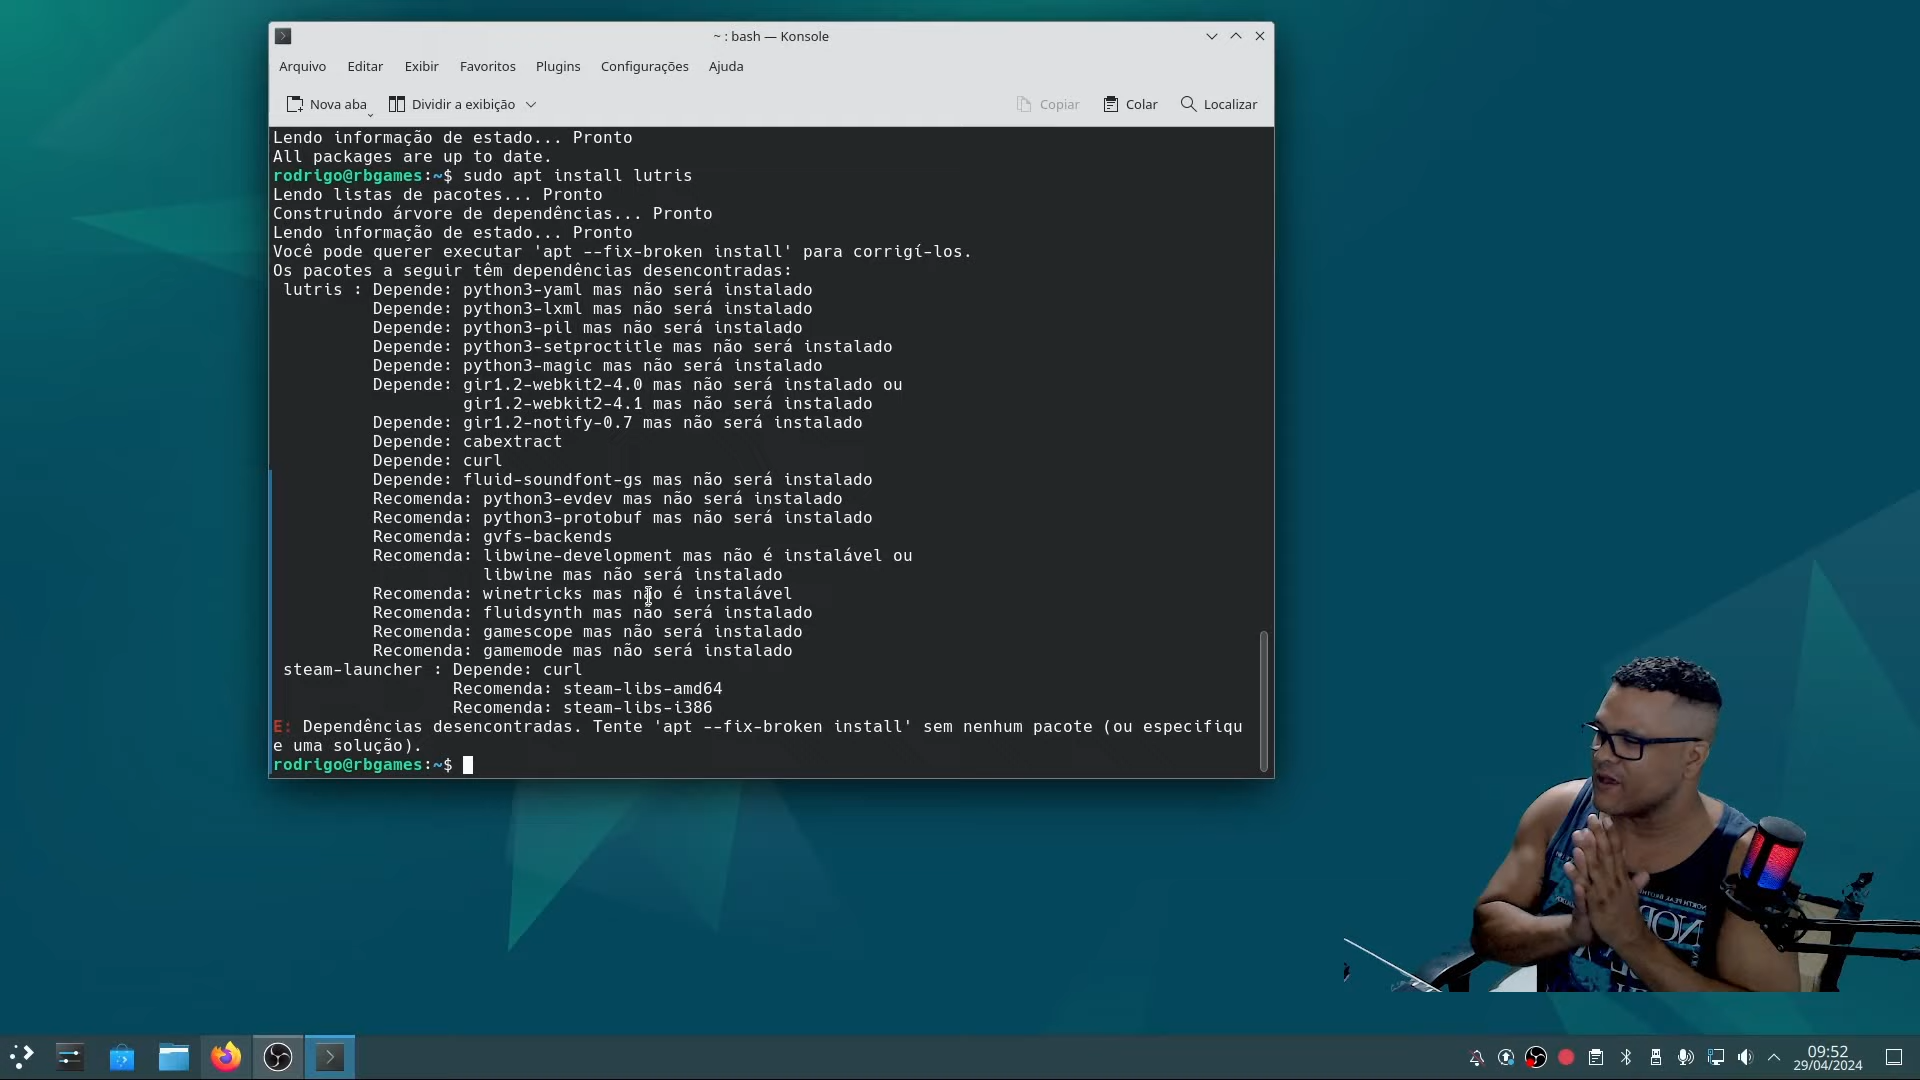 ~ : bash — Konsole
Arquivo Editar Exibir Favoritos Plugins Configurações Ajuda
Nova aba Dividir a exibição Copiar Colar Localizar
Lendo informação de estado... Pronto
All packages are up to date.
rodrigo@rbgames:~$ sudo apt install lutris
Lendo listas de pacotes... Pronto
Construindo árvore de dependências... Pronto
Lendo informação de estado... Pronto
Você pode querer executar 'apt --fix-broken install' para corrigí-los.
Os pacotes a seguir têm dependências desencontradas:
lutris : Depende: python3-yaml mas não será instalado
Depende: python3-lxml mas não será instalado
Depende: python3-pil mas não será instalado
Depende: python3-setproctitle mas não será instalado
Depende: python3-magic mas não será instalado
Depende: gir1.2-webkit2-4.0 mas não será instalado ou
gir1.2-webkit2-4.1 mas não será instalado
Depende: gir1.2-notify-0.7 mas não será instalado
Depende: cabextract
Depende: curl
Depende: fluid-soundfont-gs mas não será instalado
Recomenda: python3-evdev mas não será instalado
Recomenda: python3-protobuf mas não será instalado
Recomenda: gvfs-backends
Recomenda: libwine-development mas não é instalável ou
libwine mas não será instalado
Recomenda: winetricks mas não é instalável
Recomenda: fluidsynth mas não será instalado
Recomenda: gamescope mas não será instalado
Recomenda: gamemode mas não será instalado
steam-launcher : Depende: curl
Recomenda: steam-libs-amd64
Recomenda: steam-libs-i386
E: Dependências desencontradas. Tente 'apt --fix-broken install' sem nenhum pacote (ou especifiqu
e uma solução).
rodrigo@rbgames:~$
09:52
29/04/2024